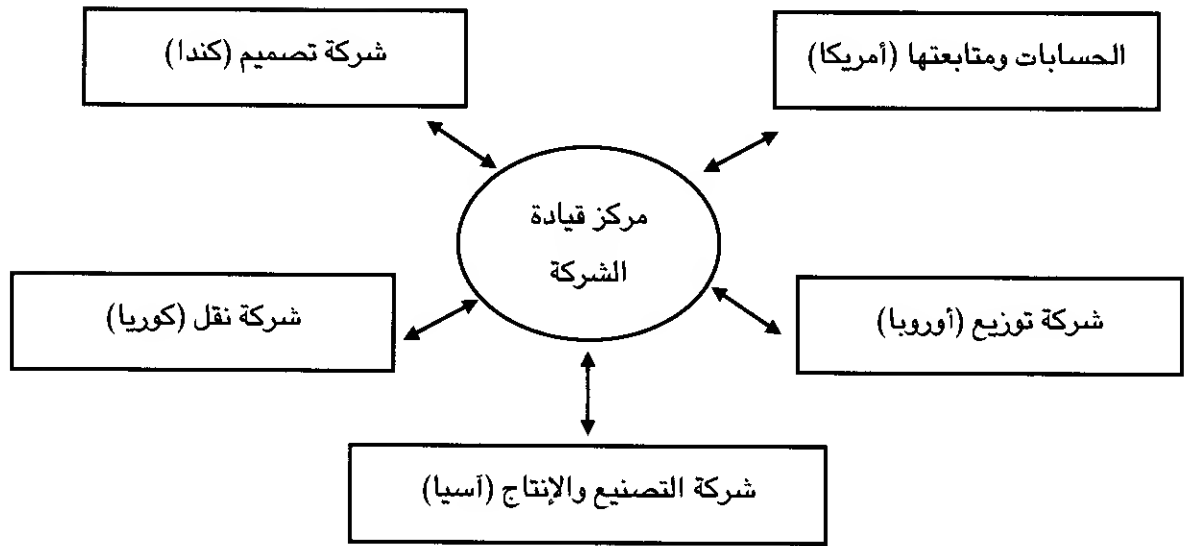 الحسابات ومتابعتها (أمريكا)
شركة تصميم (كندا)
مركز قيادة
الشركة
شركة توزيع (أوروبا)
شركة نقل (كوريا)
شركة التصنيع والإنتاج (آسيا)